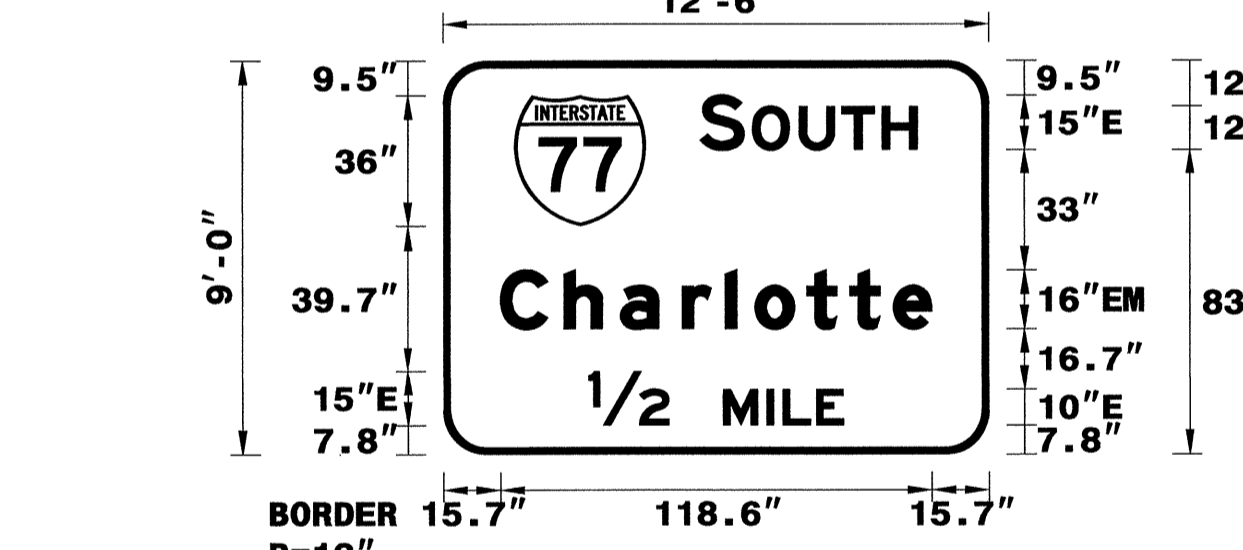 12'-6"
9.5" 9.5" 12
INTERSTATE SOUTH 15"E 12
36" 77
33"
9'-0"
39.7" Charlotte 16"EM 83
16.7"
15"E 1/2 MILE 10"E
7.8" 7.8"
BORDER 15.7" 118.6" 15.7"